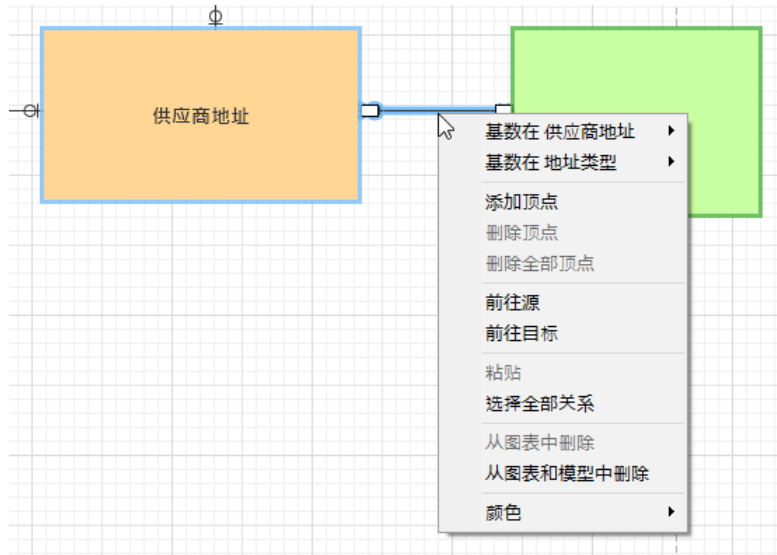 供应商地址
基数在 供应商地址
基数在 地址类型
添加顶点
删除顶点
删除全部顶点
前往源
前往目标
粘贴
选择全部关系
从图表中删除
从图表和模型中删除
颜色